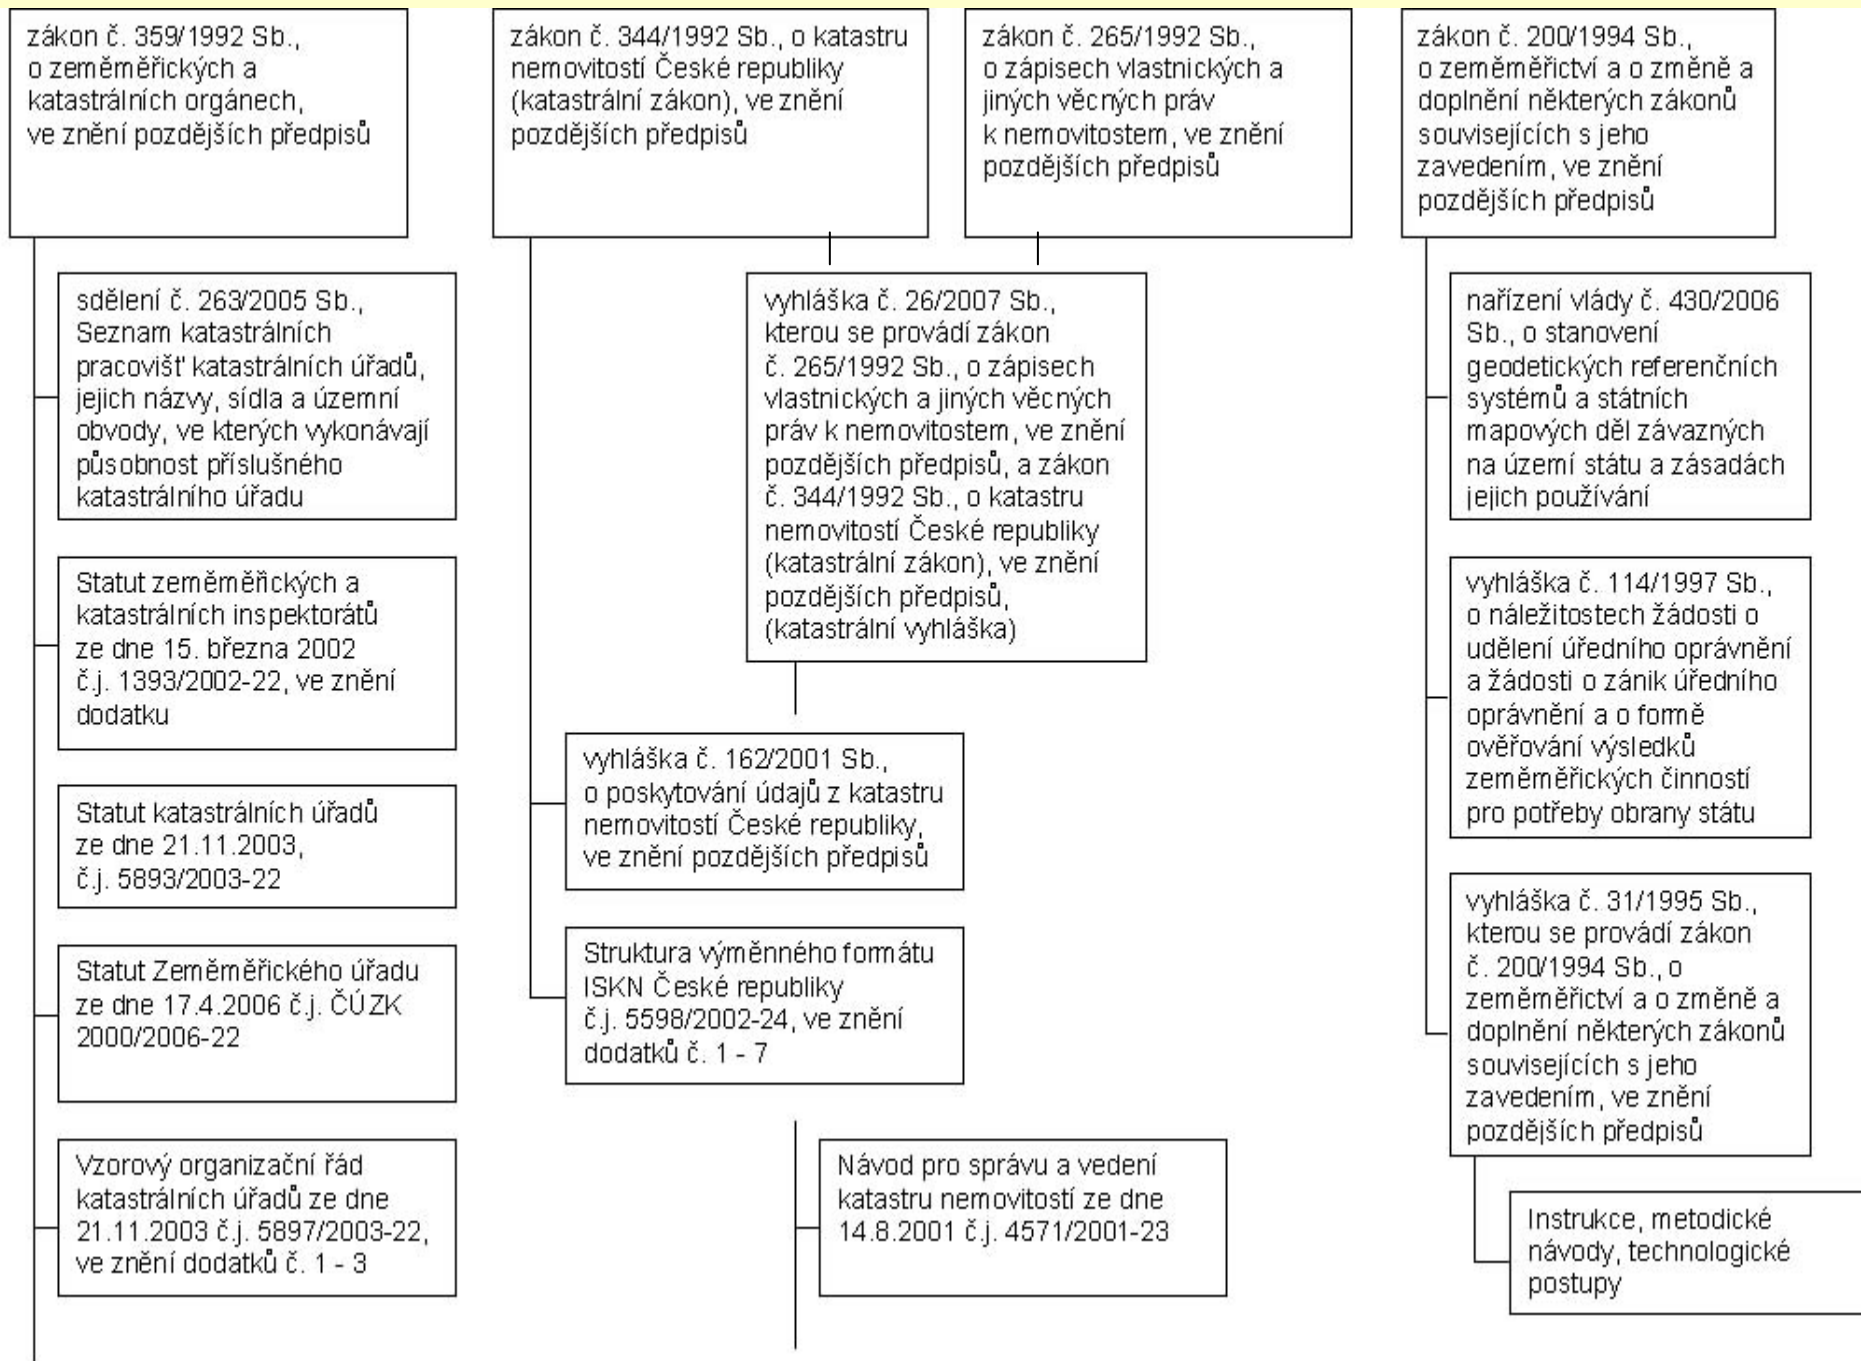 zákon č. 359/1992 Sb.,
o zeměměřických a
katastrálních orgánech,
ve znění pozdějších předpisů
sdělení č. 263/2005 Sb.,
Seznam katastrálních
pracovišť katastrálních úřadů,
jejich názvy, sídla a územní
obvody, ve kterých vykonávají
působnost příslušného
katastrálního úřadu
Statut zeměměřických a
katastrálních inspektorátů
ze dne 15. března 2002
č.j. 1393/2002-22, ve znění
dodatku
Statut katastrálních úřadů
ze dne 21.11.2003,
č.j. 5893/2003-22
Statut Zeměměřického úřadu
ze dne 17.4.2006 č.j. ČÚZK
2000/2006-22
Vzorový organizační řád
katastrálních úřadů ze dne
21.11.2003 č.j. 5897/2003-22,
ve znění dodatků č. 1 - 3
zákon č. 344/1992 Sb., o katastru
nemovitostí České republiky
(katastrální zákon), ve znění
pozdějších předpisů
zákon č. 265/1992 Sb.,
o zápisech vlastnických a
jiných věcných práv
k nemovitostem, ve znění
pozdějších předpisů
vyhláška č. 26/2007 Sb.,
kterou se provádí zákon
č. 265/1992 Sb., o zápisech
vlastnických a jiných věcných
práv k nemovitostem, ve znění
pozdějších předpisů, a zákon
č. 344/1992 Sb., o katastru
nemovitostí České republiky
(katastrální zákon), ve znění
pozdějších předpisů,
(katastrální vyhláška)
vyhláška č. 162/2001 Sb.,
o poskytování údajů z katastru
nemovitostí České republiky,
ve znění pozdějších předpisů
Struktura výměnného formátu
ISKN České republiky
č.j. 5598/2002-24, ve znění
dodatků č. 1 - 7
Návod pro správu a vedení
katastru nemovitostí ze dne
14.8.2001 č.j. 4571/2001-23
zákon č. 200/1994 Sb.,
o zeměměřictví a o změně a
doplnění některých zákonů
souvisejících s jeho
zavedením, ve znění
pozdějších předpisů
nařízení vlády č. 430/2006
Sb., o stanovení
geodetických referenčních
systémů a státních
mapových děl závazných
na území státu a zásadách
jejich používání
vyhláška č. 114/1997 Sb.,
o náležitostech žádosti o
udělení úředního oprávnění
a žádosti o zánik úředního
oprávnění a o formě
ověřování výsledků
zeměměřických činností
pro potřeby obrany státu
vyhláška č. 31/1995 Sb.,
kterou se provádí zákon
č. 200/1994 Sb., o
zeměměřictví a o změně a
doplnění některých zákonů
souvisejících s jeho
zavedením, ve znění
pozdějších předpisů
Instrukce, metodické
návody, technologické
postupy